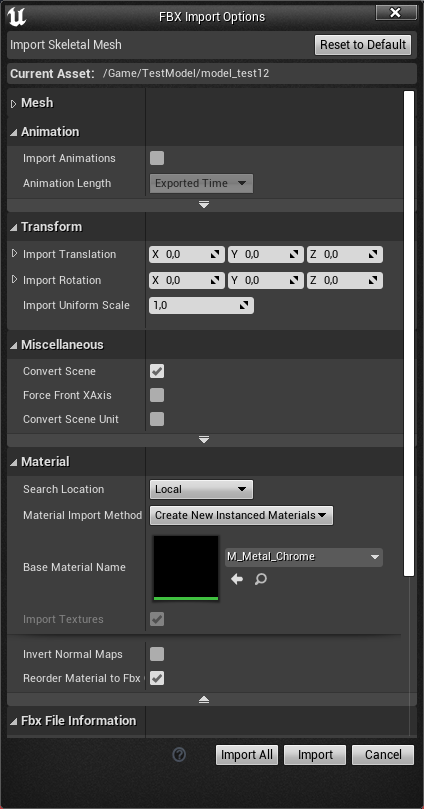 FBX Import Options
Import Skeletal Mesh
Reset to Default
Current Asset: /Game/TestModel/model_test12
Mesh
Animation
Import Animations
Animation Length Exported Time
Transform
Import Translation X 0,0 Y 0,0 Z 0,0
Import Rotation X 0,0 Y 0,0 Z 0,0
Import Uniform Scale 1,0
Miscellaneous
Convert Scene
Force Front XAxis
Convert Scene Unit
Material
Search Location Local
Material Import Method Create New Instanced Materials
Base Material Name M_Metal_Chrome
Import Textures
Invert Normal Maps
Reorder Material to Fbx
Fbx File Information
? Import All Import Cancel